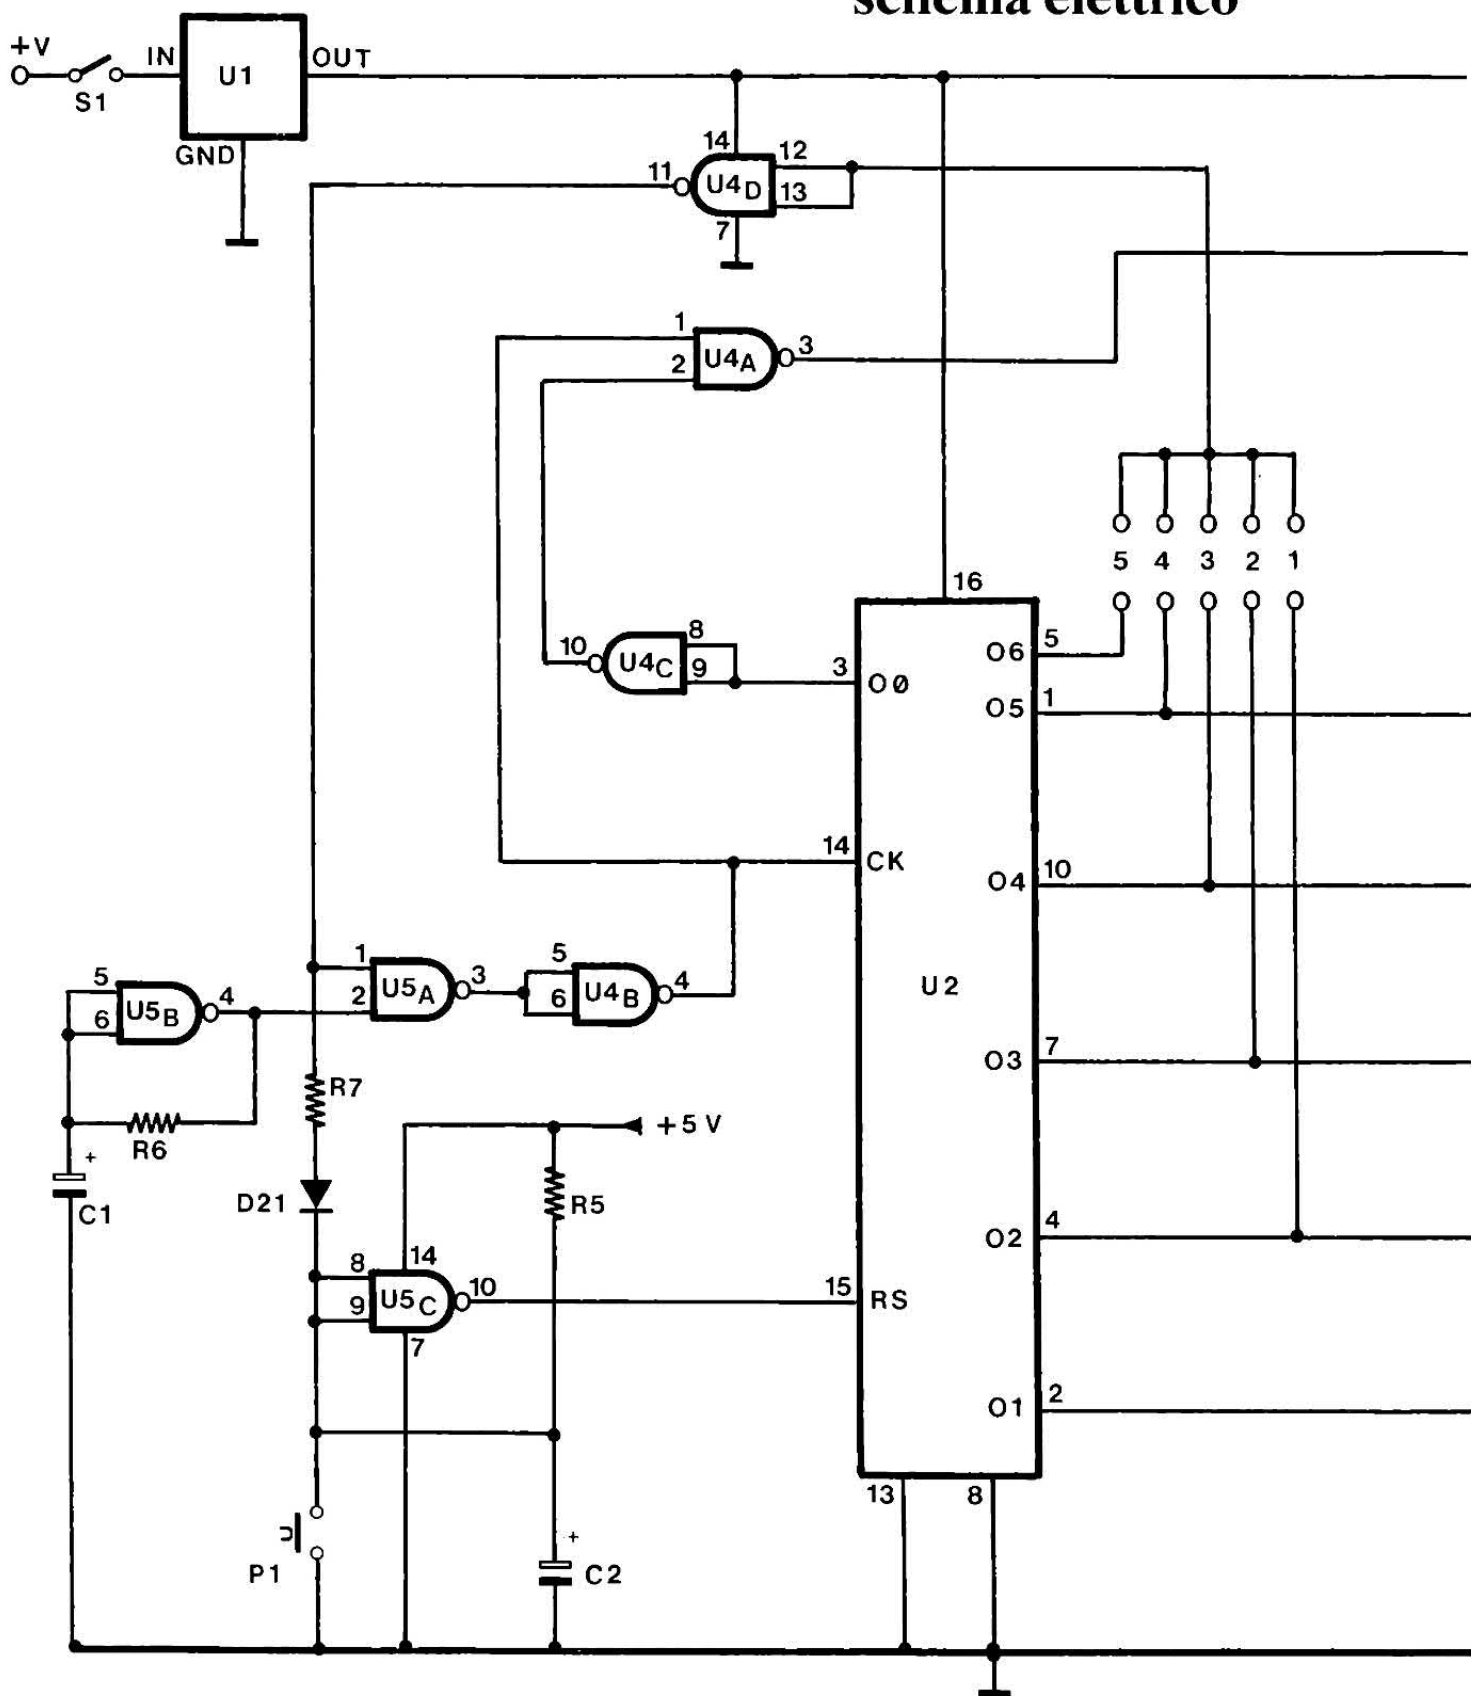 schema elettrico
+V
S1
IN
U1
OUT
GND
14
11
U4D
12
13
7
1
2
U4A
3
5 4 3 2 1
16
10
U4C
8
9
3
O0
O6
5
O5
1
14
CK
O4
10
5
6
U5B
4
1
2
U5A
3
5
6
U4B
4
U2
O3
7
R7
R6
+5 V
+
C1
D21
R5
O2
4
8
9
U5C
14
10
7
15
RS
O1
2
13
8
P1
+
C2